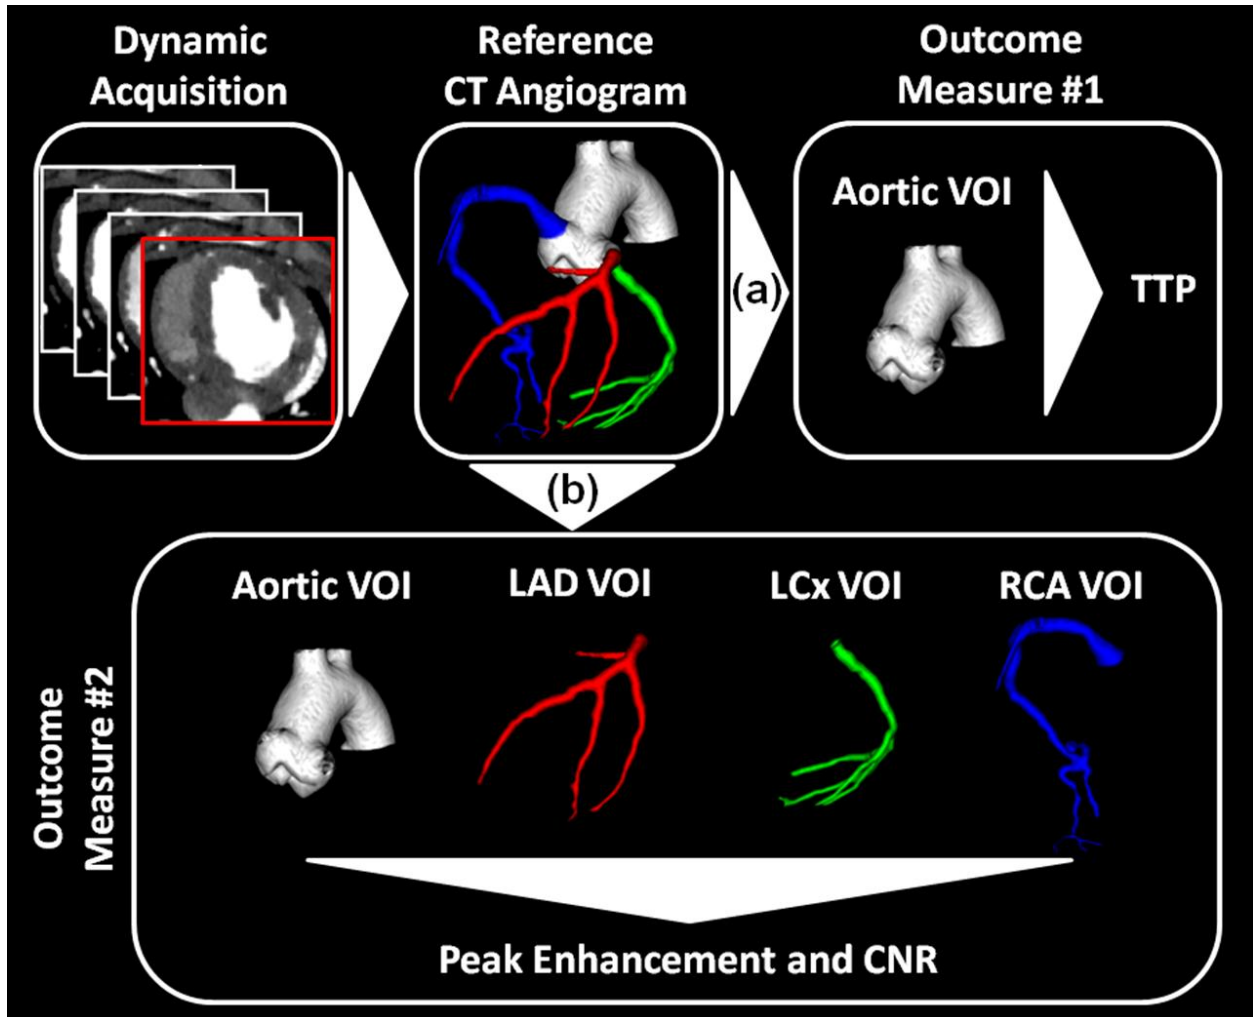 Dynamic
Acquisition
Reference
CT Angiogram
Outcome
Measure #1
Aortic VOI
TTP
(a)
(b)
Outcome
Measure #2
Aortic VOI
LAD VOI
LCx VOI
RCA VOI
Peak Enhancement and CNR